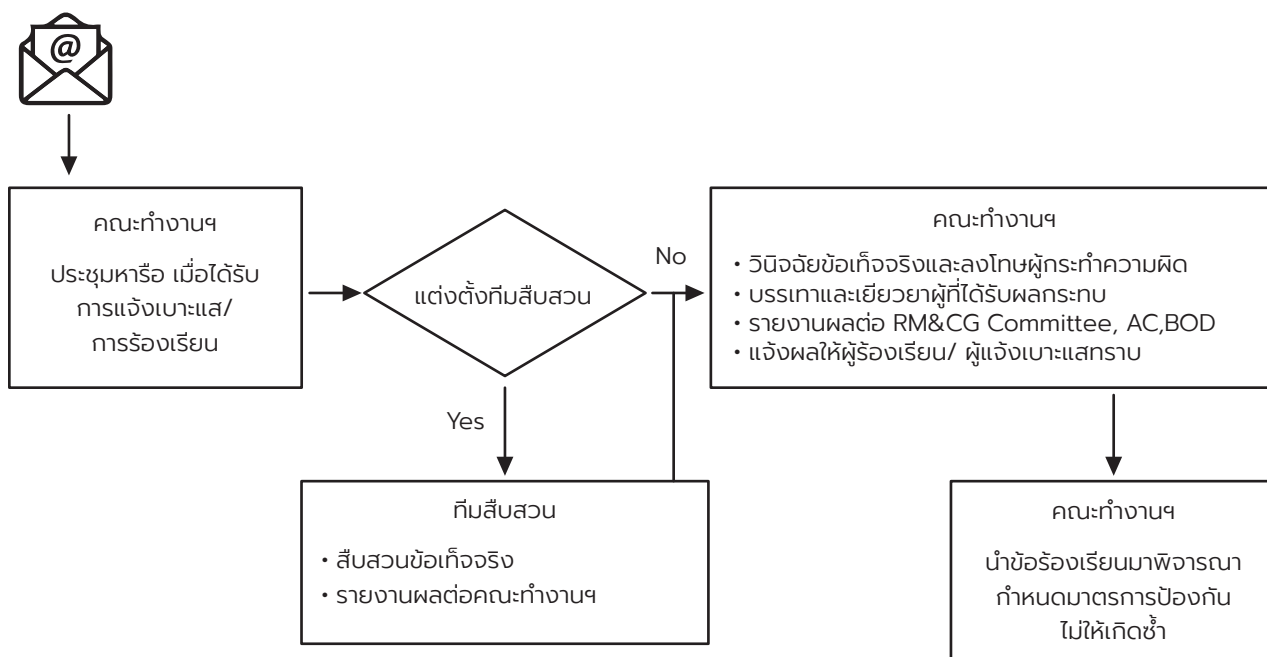 @
คณะทำงานฯ
ประชุมหารือ เมื่อได้รับ
การแจ้งเบาะแส/
การร้องเรียน
แต่งตั้งทีมสืบสวน
No
Yes
คณะทำงานฯ
• วินิจฉัยข้อเท็จจริงและลงโทษผู้กระทำความผิด
• บรรเทาและเยียวยาผู้ที่ได้รับผลกระทบ
• รายงานผลต่อ RM&CG Committee, AC,BOD
• แจ้งผลให้ผู้ร้องเรียน/ ผู้แจ้งเบาะแสทราบ
ทีมสืบสวน
• สืบสวนข้อเท็จจริง
• รายงานผลต่อคณะทำงานฯ
คณะทำงานฯ
นำข้อร้องเรียนมาพิจารณา
กำหนดมาตรการป้องกัน
ไม่ให้เกิดซ้ำ